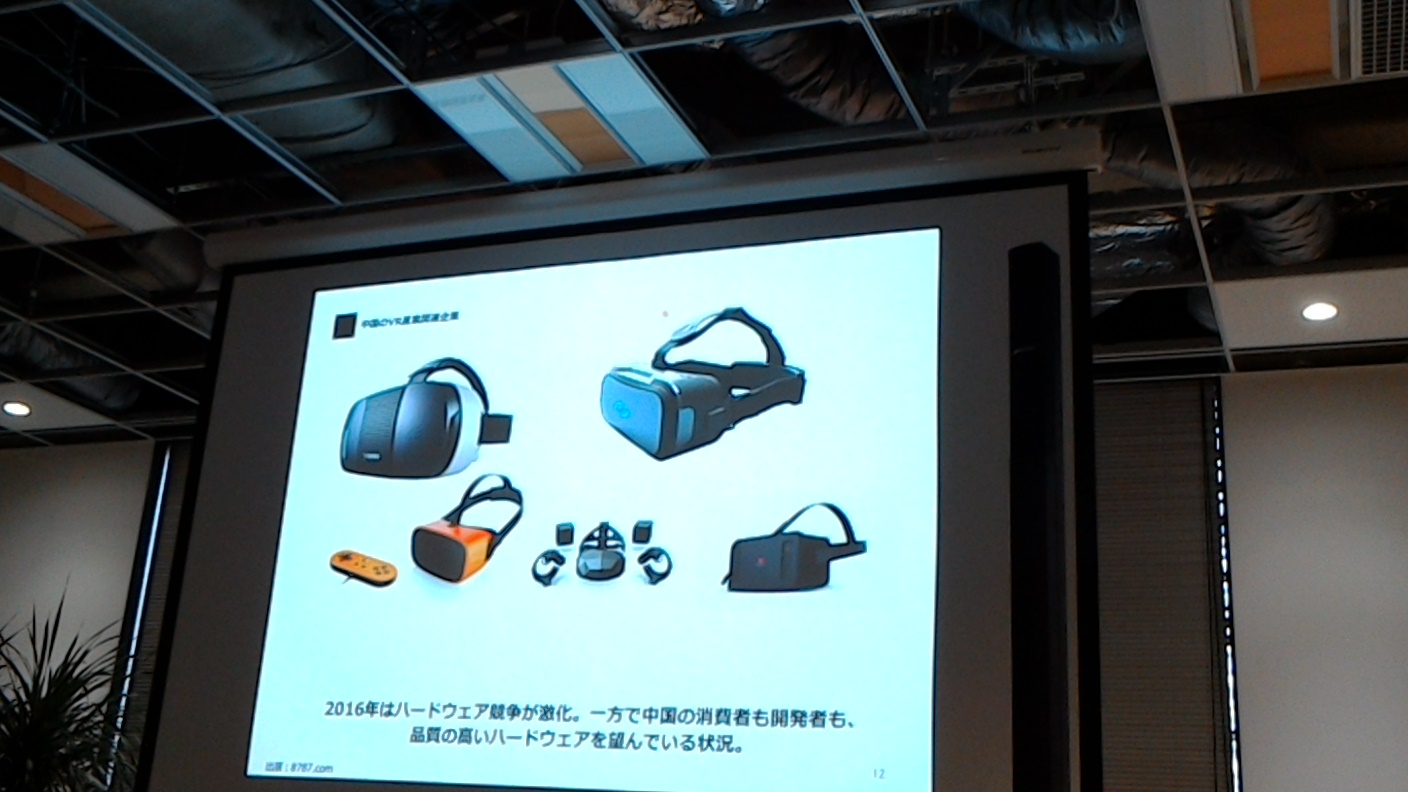 中国のVR産業関連企業
2016年はハードウェア競争が激化。一方で中国の消費者も開発者も、
品質の高いハードウェアを望んでいる状況。
出源：8787.com
12